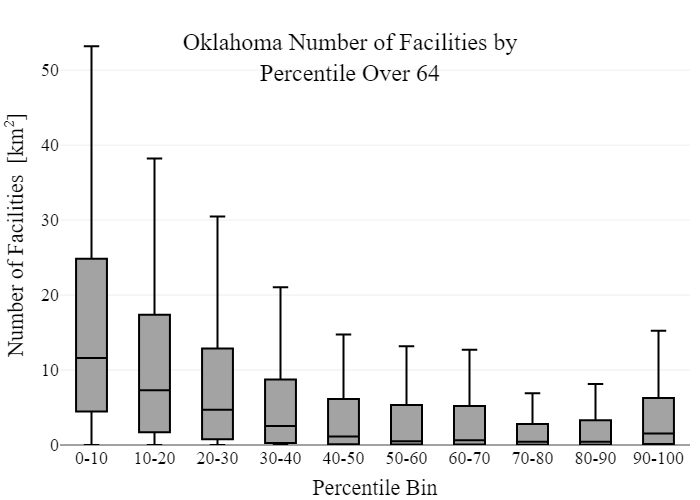 Oklahoma Number of Facilities by
Percentile Over 64
Number of Facilities [km²]
50
40
30
20
10
0
0-10 10-20 20-30 30-40 40-50 50-60 60-70 70-80 80-90 90-100
Percentile Bin